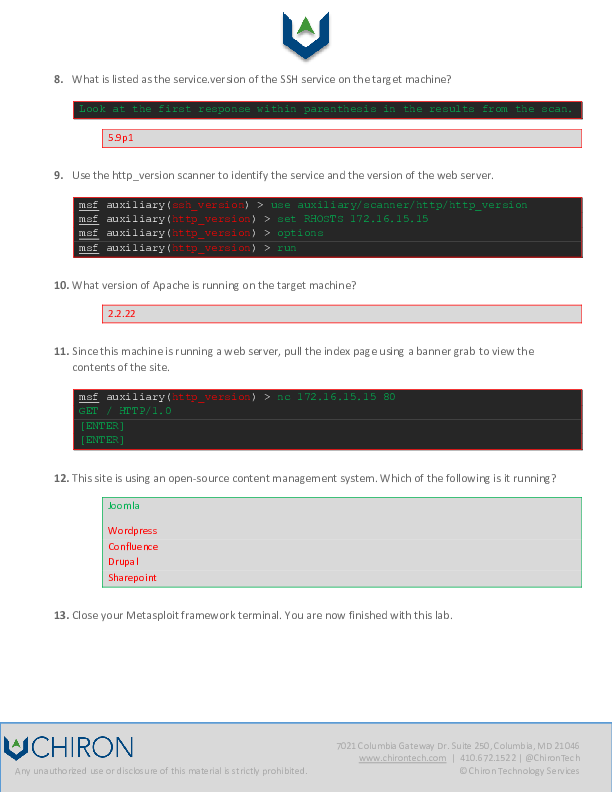 8. What is listed as the service.version of the SSH service on the target machine?
Look at the first response within parenthesis in the results from the scan.
5.9p1
9. Use the http_version scanner to identify the service and the version of the web server.
msf auxiliary(ssh_version) > use auxiliary/scanner/http/http_version
msf auxiliary(http_version) > set RHOSTS 172.16.15.15
msf auxiliary(http_version) > options
msf auxiliary(http_version) > run
10. What version of Apache is running on the target machine?
2.2.22
11. Since this machine is running a web server, pull the index page using a banner grab to view the
contents of the site.
msf auxiliary(http_version) > nc 172.16.15.15 80
GET / HTTP/1.0
[ENTER]
[ENTER]
12. This site is using an open-source content management system. Which of the following is it running?
Joomla
Wordpress
Confluence
Drupal
Sharepoint
13. Close your Metasploit framework terminal. You are now finished with this lab.
CHIRON
7021 Columbia Gateway Dr. Suite 250, Columbia, MD 21046
www.chirontech.com | 410.672.1522 | @ChironTech
Any unauthorized use or disclosure of this material is strictly prohibited.
© Chiron Technology Services